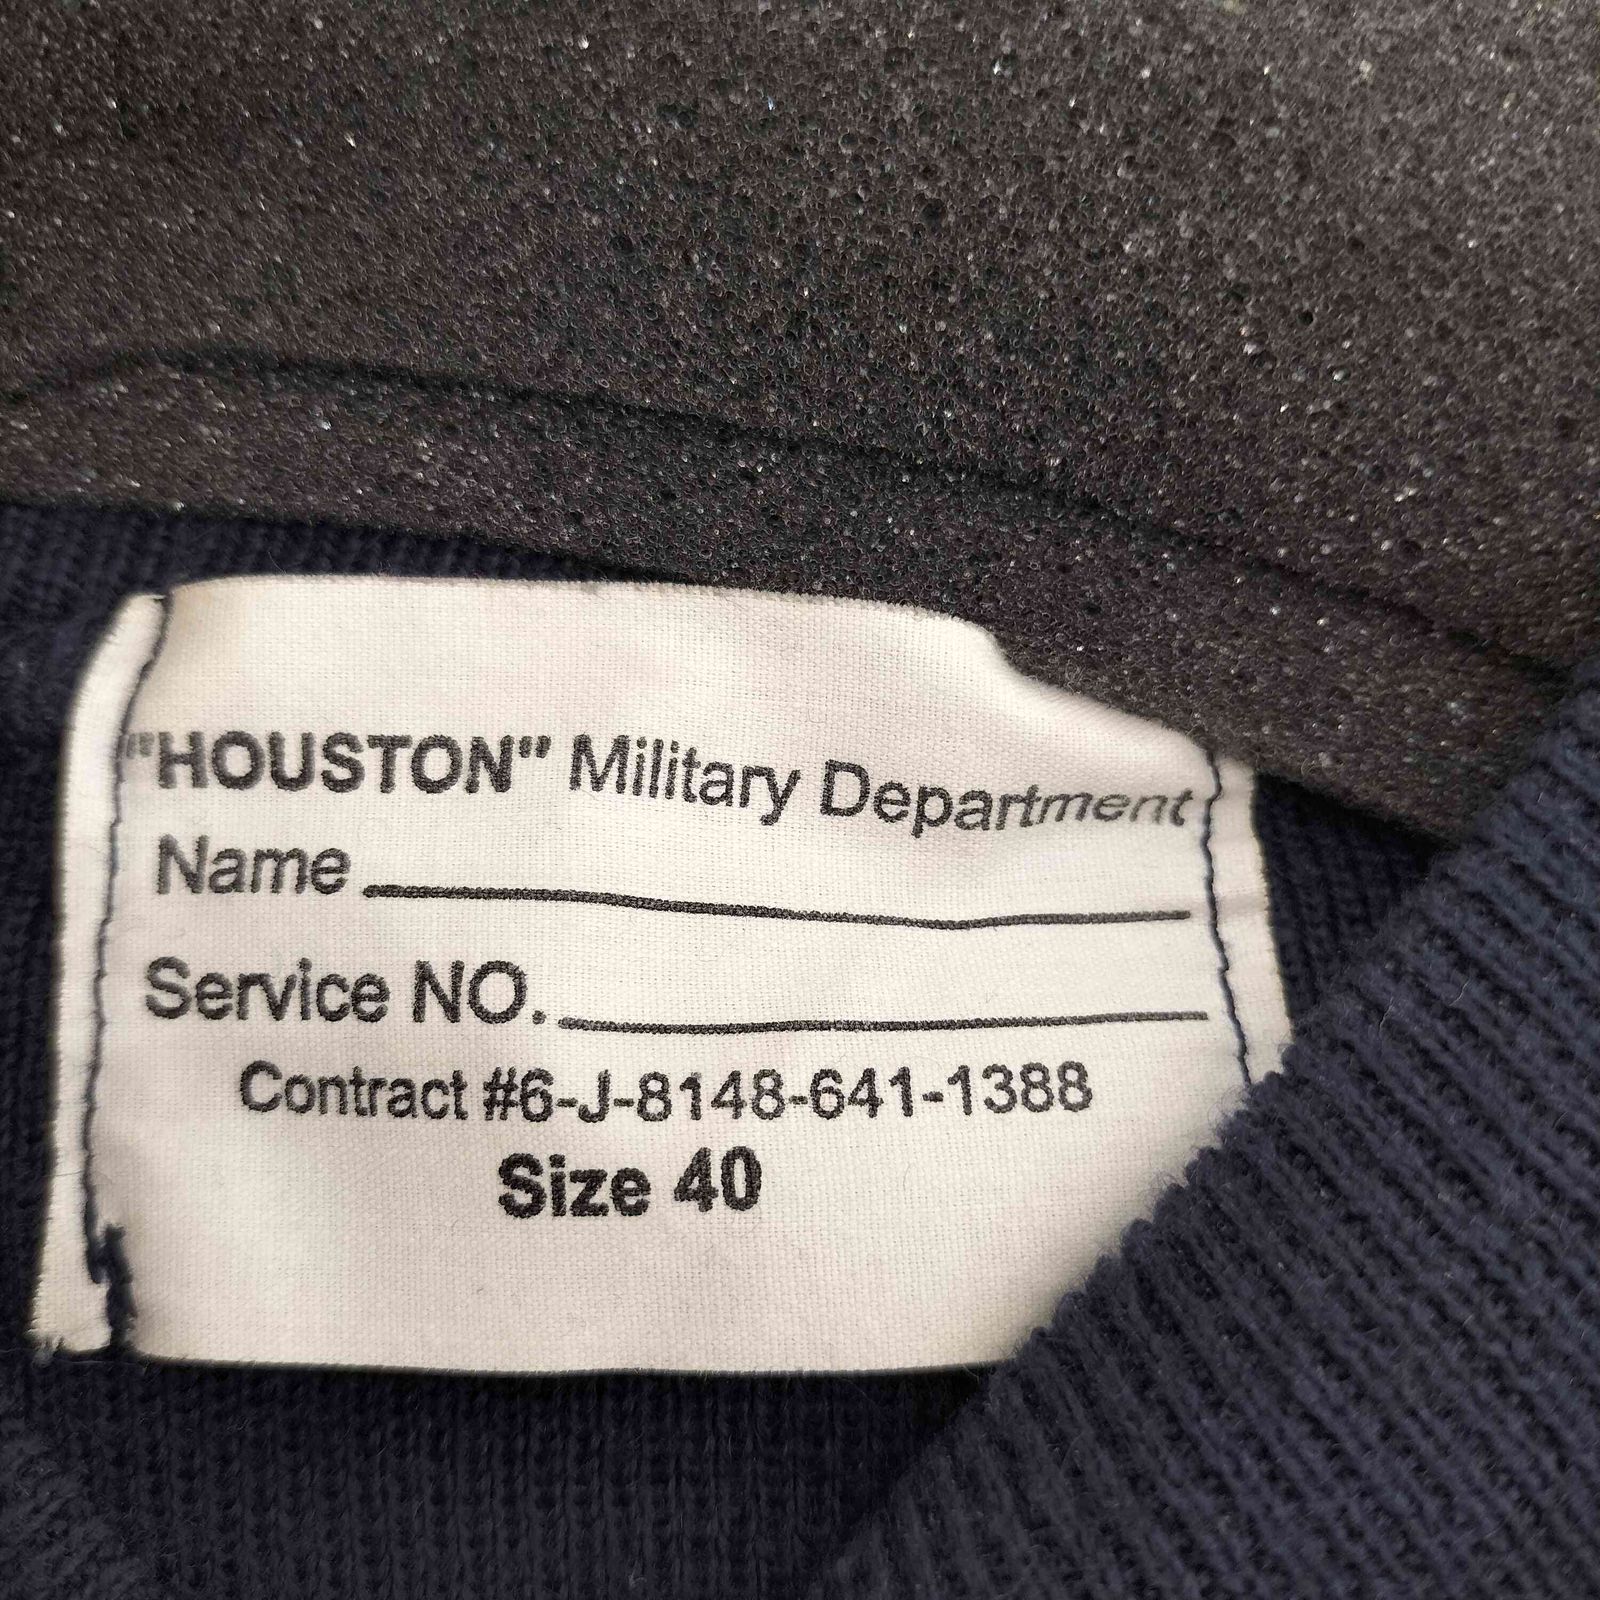 "HOUSTON" Military Department
Name
Service NO.
Contract #6-J-8148-641-1388
Size 40